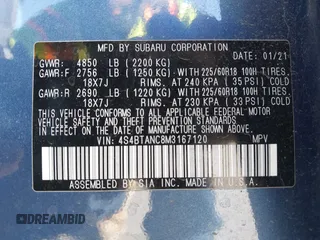 MFD. BY SUBARU CORPORATION 01/21
GVWR: 4850 LB (2200 KG)
GAWR:F 2756 LB (1250 KG) WITH 225/60R18 100H TIRES,
18X7J RIMS, AT 240 KPA (35 PSI) COLD
GAWR:R 2690 LB (1220 KG) WITH 225/60R18 100H TIRES,
18X7J RIMS, AT 230 KPA (33 PSI) COLD
THIS VEHICLE CONFORMS TO ALL APPLICABLE FEDERAL MOTOR
VEHICLE SAFETY, BUMPER, AND THEFT PREVENTION STANDARDS
IN EFFECT ON THE DATE OF MANUFACTURE SHOWN ABOVE.
VIN: 4S4BTANC8M3167120 MPV
ASSEMBLED BY SIA INC. MADE IN U.S.A.
DREAMBID